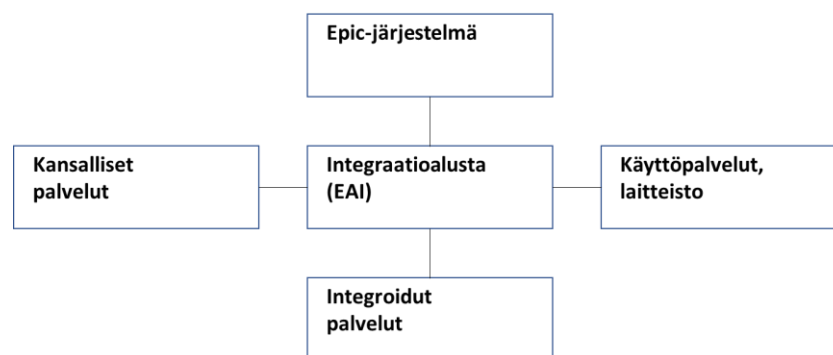 Epic-järjestelmä
Kansalliset
palvelut
Integraatioalusta
(EAI)
Käyttöpalvelut,
laitteisto
Integroidut
palvelut